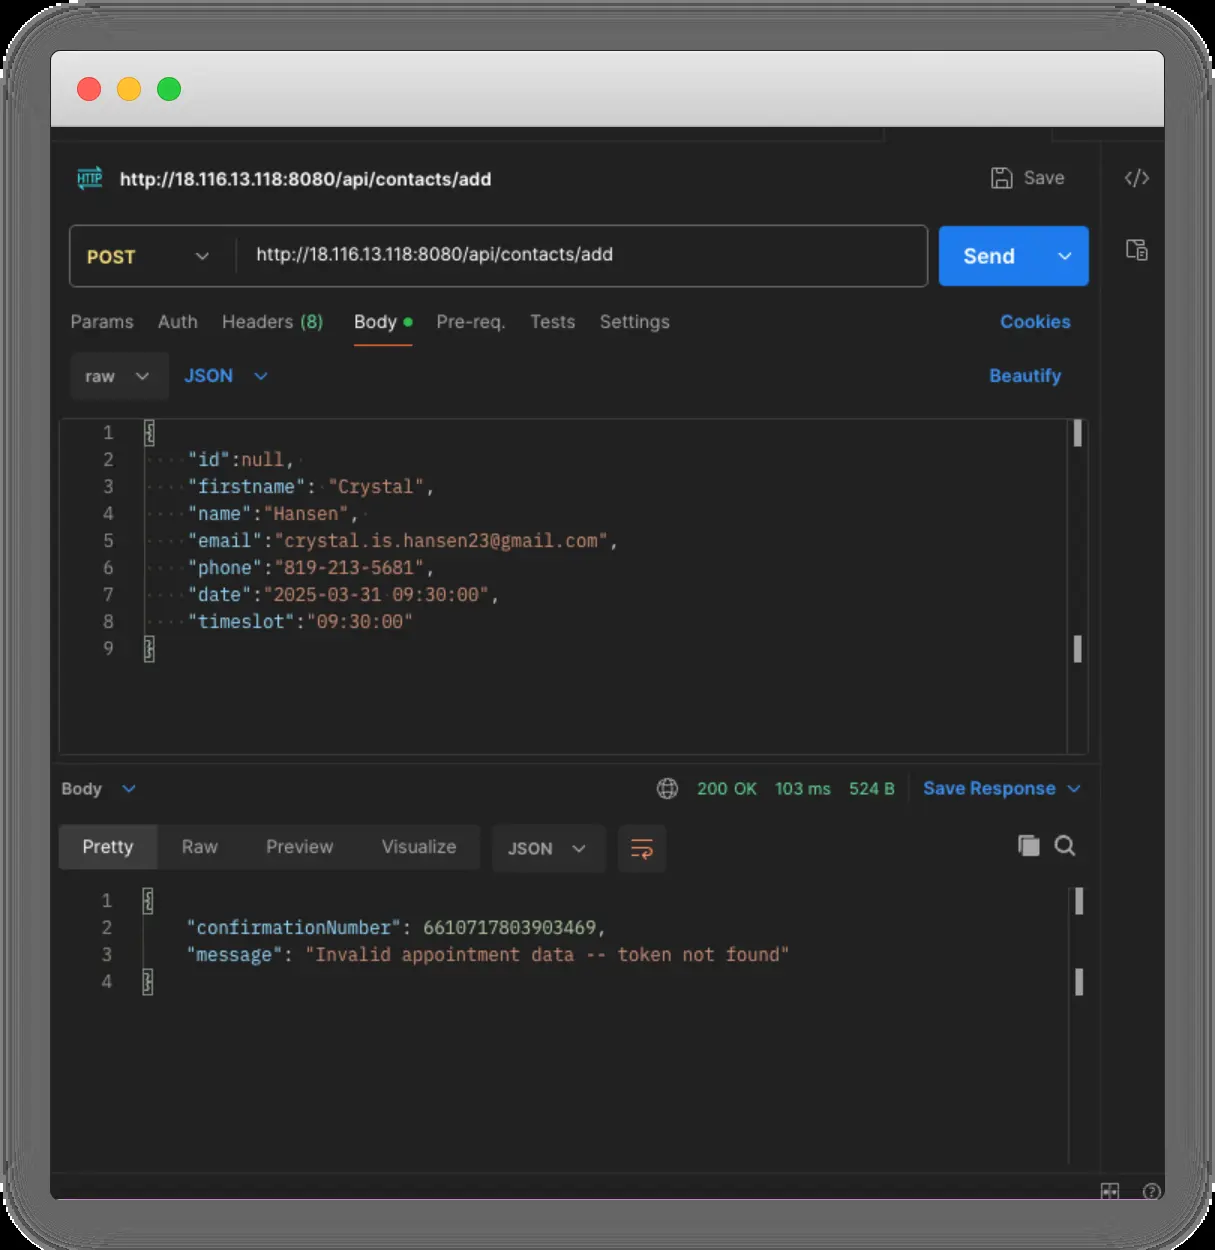 HTTP http://18.116.13.118:8080/api/contacts/add Save </>
POST http://18.116.13.118:8080/api/contacts/add Send
Params Auth Headers (8) Body Pre-req. Tests Settings Cookies
raw JSON Beautify
1 {
2 "id":null,
3 "firstname": "Crystal",
4 "name":"Hansen",
5 "email":"crystal.is.hansen23@gmail.com",
6 "phone":"819-213-5681",
7 "date":"2025-03-31 09:30:00",
8 "timeslot":"09:30:00"
9 }
Body 200 OK 103 ms 524 B Save Response
Pretty Raw Preview Visualize JSON
1 {
2 "confirmationNumber": 6610717803903469,
3 "message": "Invalid appointment data -- token not found"
4 }